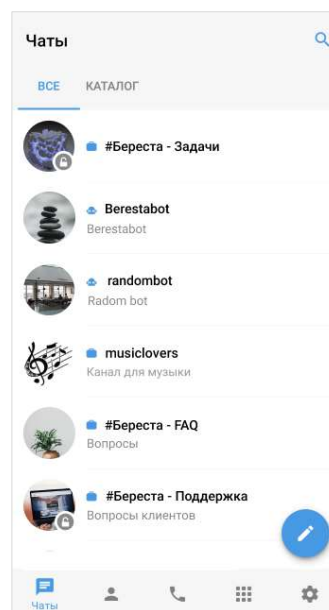 Чаты
ВСЕ КАТАЛОГ
#Береста - Задачи
Berestabot
Berestabot
randombot
Radom bot
musiclovers
Канал для музыки
#Береста - FAQ
Вопросы
#Береста - Поддержка
Вопросы клиентов
Чаты